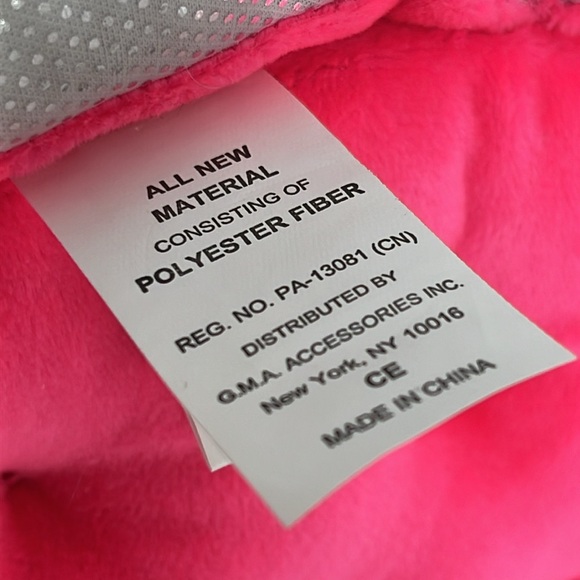 ALL NEW
MATERIAL
CONSISTING OF
POLYESTER FIBER
REG. NO. PA-13081 (CN)
DISTRIBUTED BY
G.M.A. ACCESSORIES INC.
New York, NY 10016
CE
MADE IN CHINA